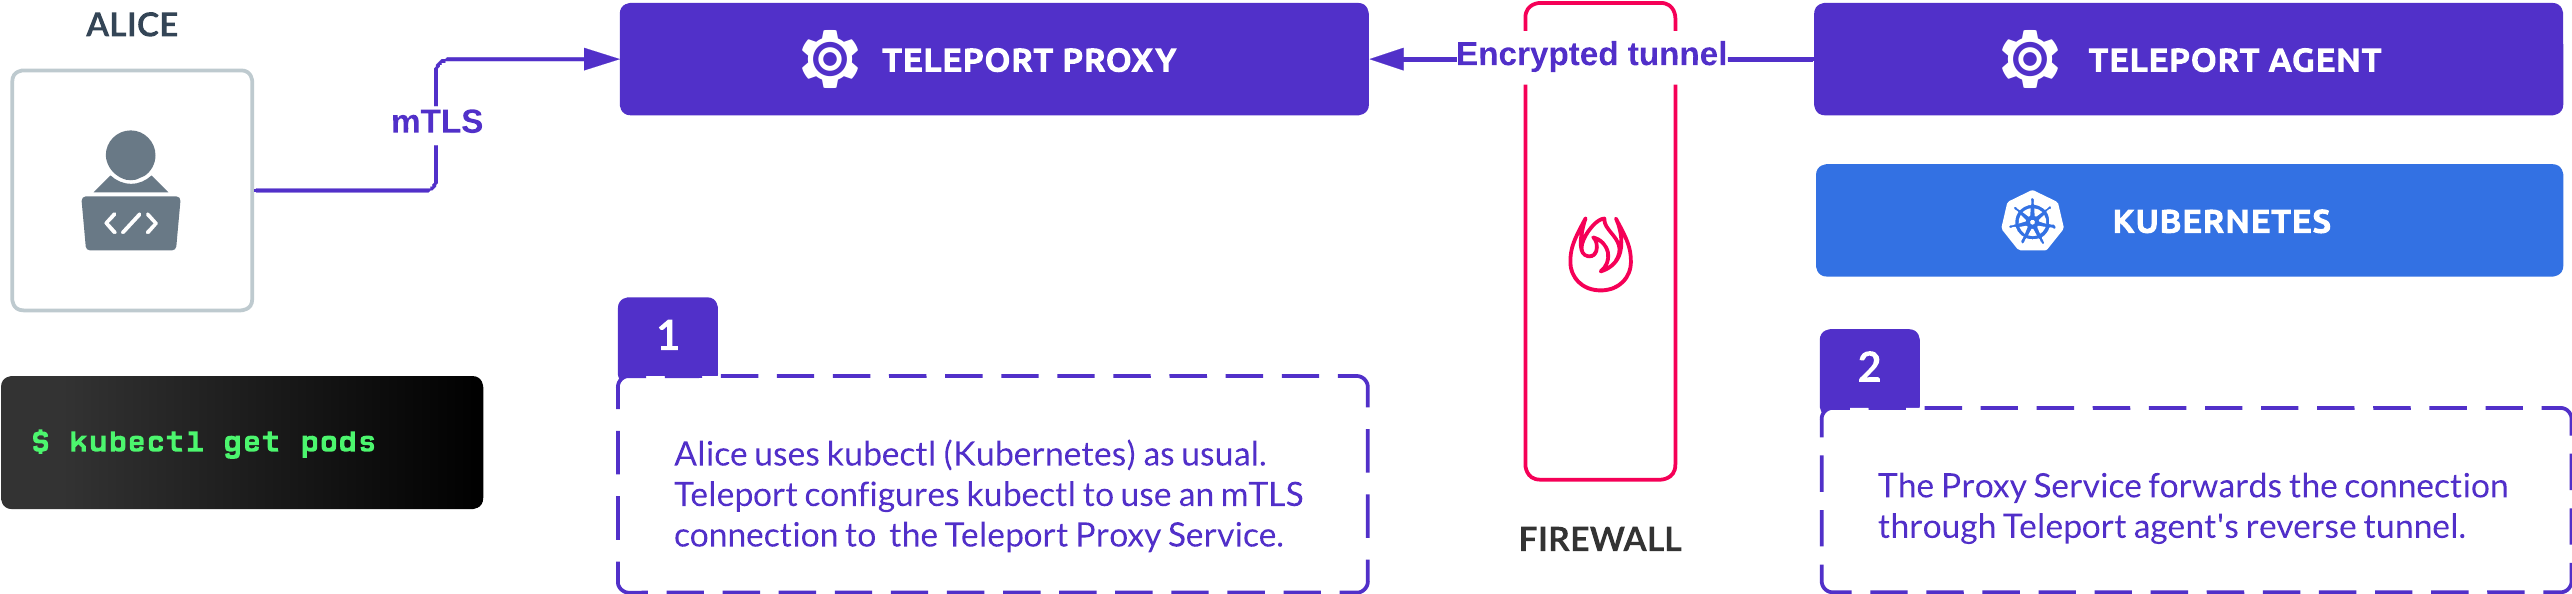 ALICE
mTLS
TELEPORT PROXY
Encrypted tunnel
TELEPORT AGENT
KUBERNETES
$ kubectl get pods
1
Alice uses kubectl (Kubernetes) as usual.
Teleport configures kubectl to use an mTLS
connection to  the Teleport Proxy Service.
FIREWALL
2
The Proxy Service forwards the connection
through Teleport agent's reverse tunnel.